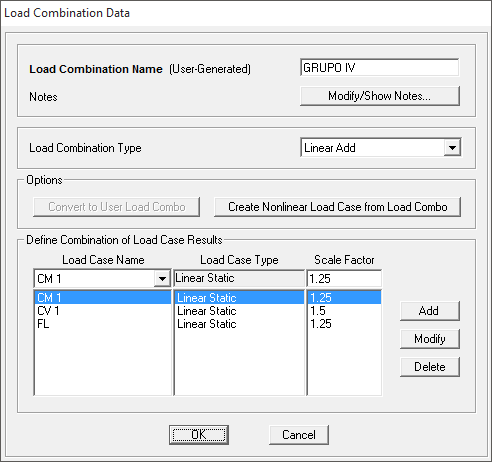 Load Combination Data
Load Combination Name (User-Generated) GRUPO IV
Notes Modify/Show Notes...
Load Combination Type Linear Add
Options
Convert to User Load Combo Create Nonlinear Load Case from Load Combo
Define Combination of Load Case Results
Load Case Name Load Case Type Scale Factor
CM 1 Linear Static 1.25
CM 1 Linear Static 1.25
CV 1 Linear Static 1.5
FL Linear Static 1.25
Add
Modify
Delete
OK Cancel